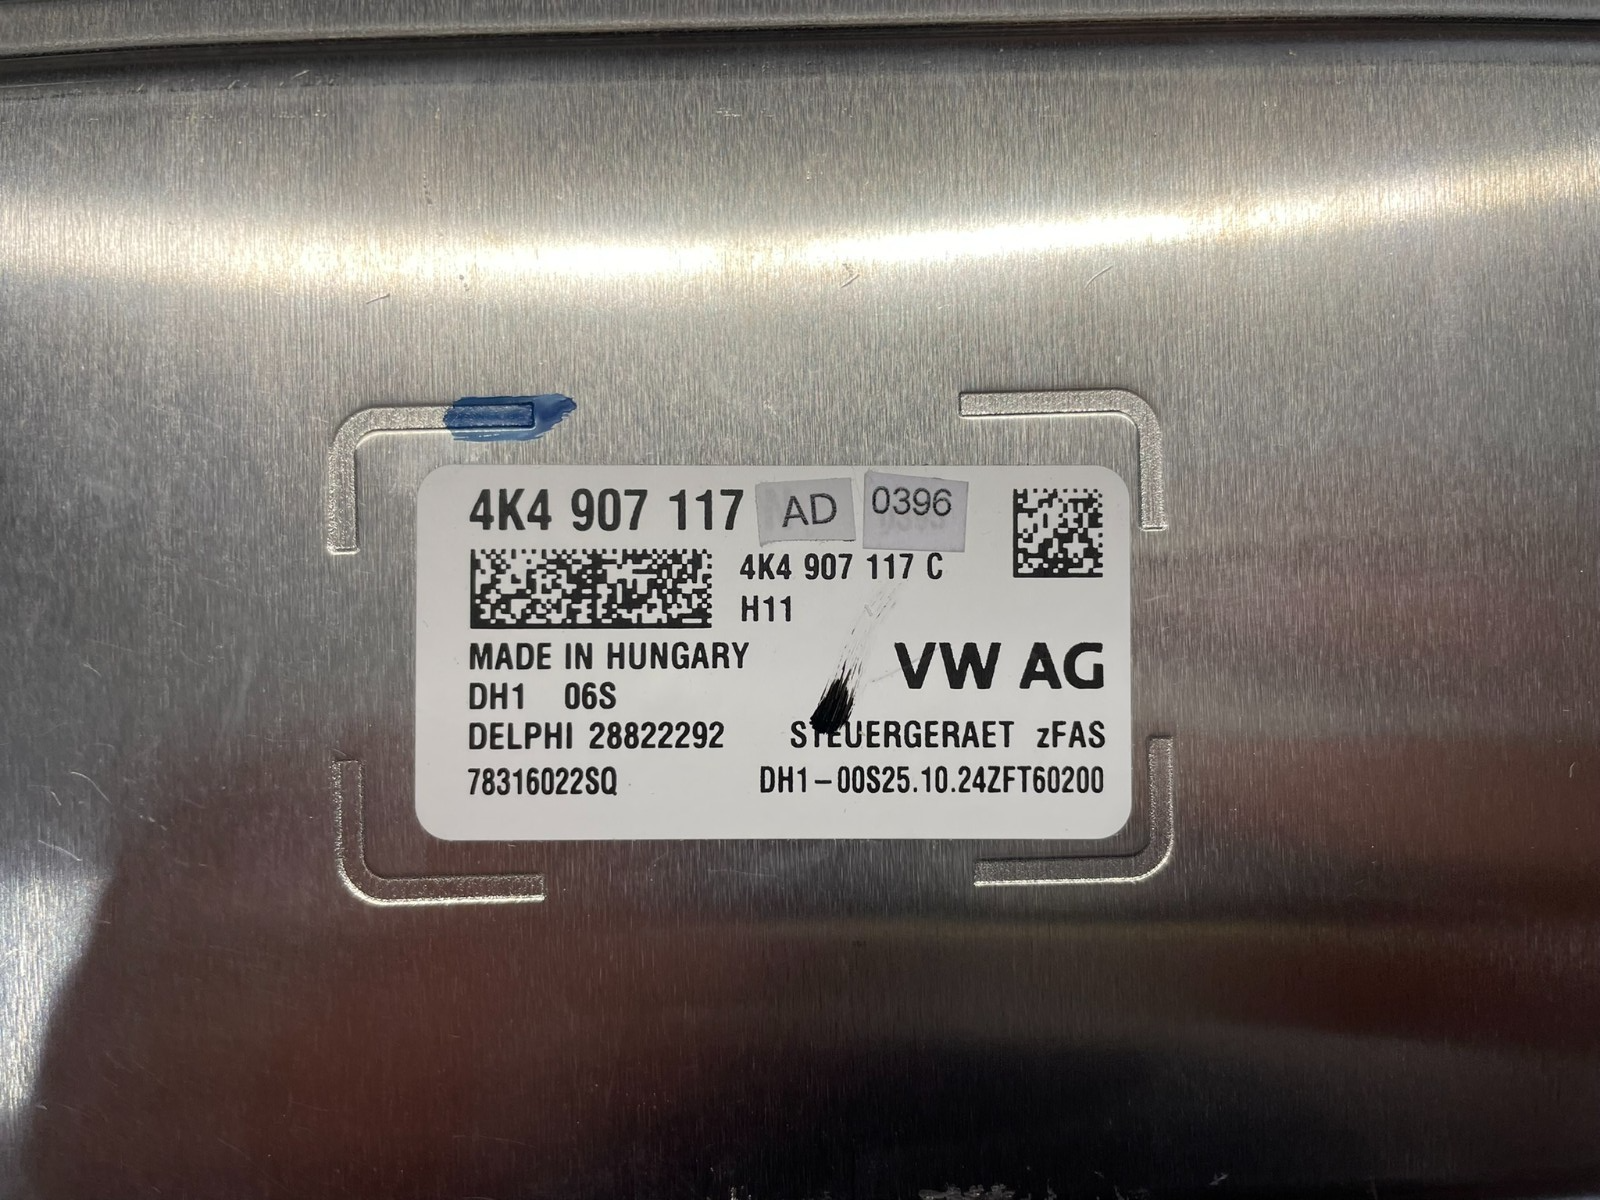 4K4 907 117 AD 0396
4K4 907 117 C
H11
MADE IN HUNGARY
VW AG
DH1 06S
DELPHI 28822292
STEUERGERAET zFAS
78316022SQ
DH1-00S25.10.24ZFT60200